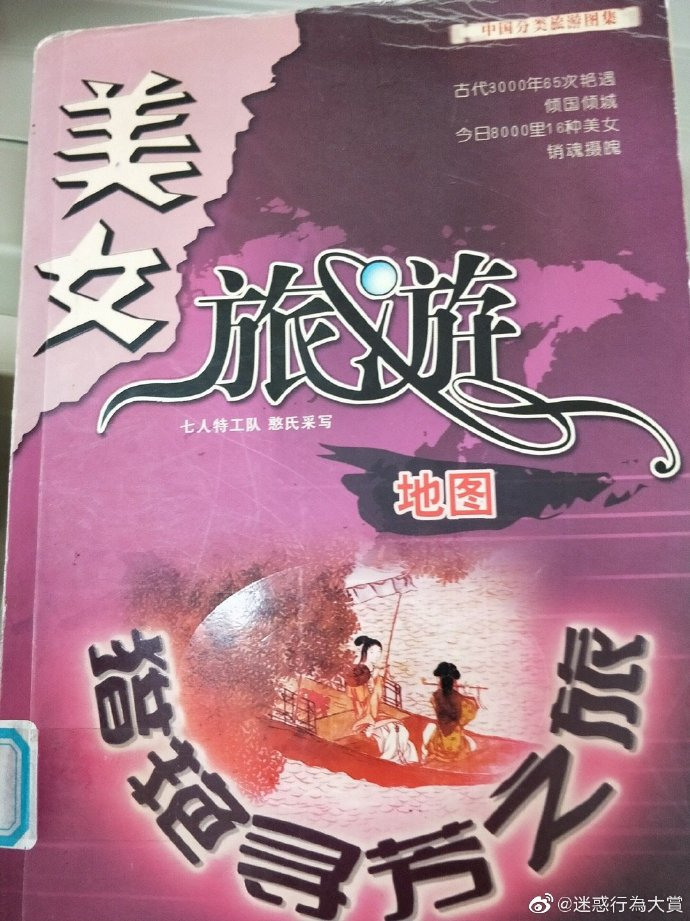 中国分类旅游图集
古代3000年65次艳遇
倾国倾城
今日8000里16种美女
销魂摄魄
美女
旅游
七人特工队 憨氏采写
地图
猎艳寻芳之旅
@迷惑行為大賞